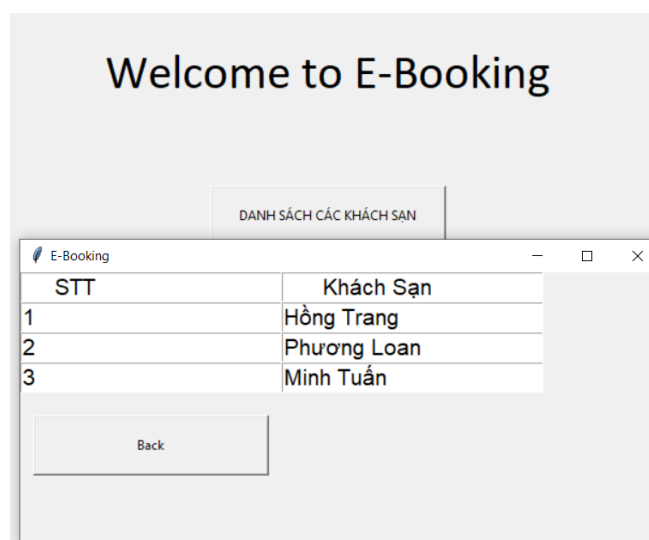 Welcome to E-Booking
DANH SÁCH CÁC KHÁCH SẠN
E-Booking
STT Khách Sạn
1 Hồng Trang
2 Phương Loan
3 Minh Tuấn
Back